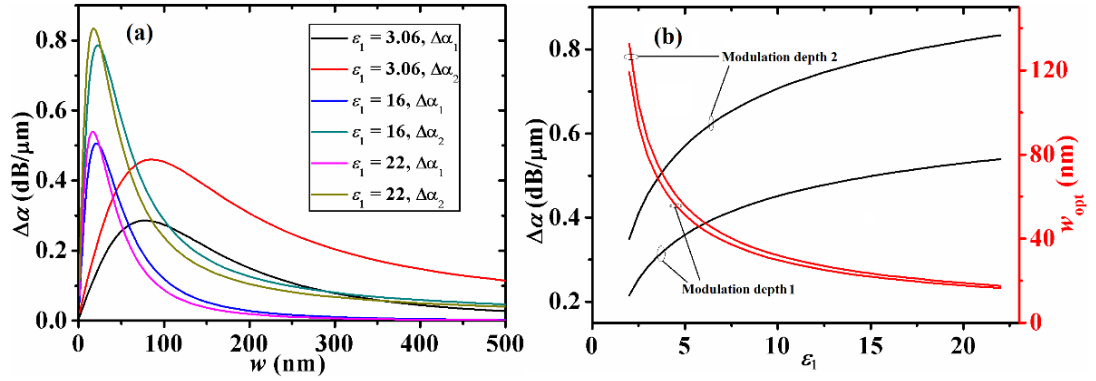 (a)
ε₁ = 3.06, Δα₁
ε₁ = 3.06, Δα₂
ε₁ = 16, Δα₁
ε₁ = 16, Δα₂
ε₁ = 22, Δα₁
ε₁ = 22, Δα₂
Δα (dB/μm)
0.8
0.6
0.4
0.2
0.0
0 100 200 300 400 500
w (nm)
(b)
Modulation depth 2
Modulation depth 1
Δα (dB/μm)
0.8
0.6
0.4
0.2
0 5 10 15 20
ε₁
120
80
40
0
w_opt (nm)